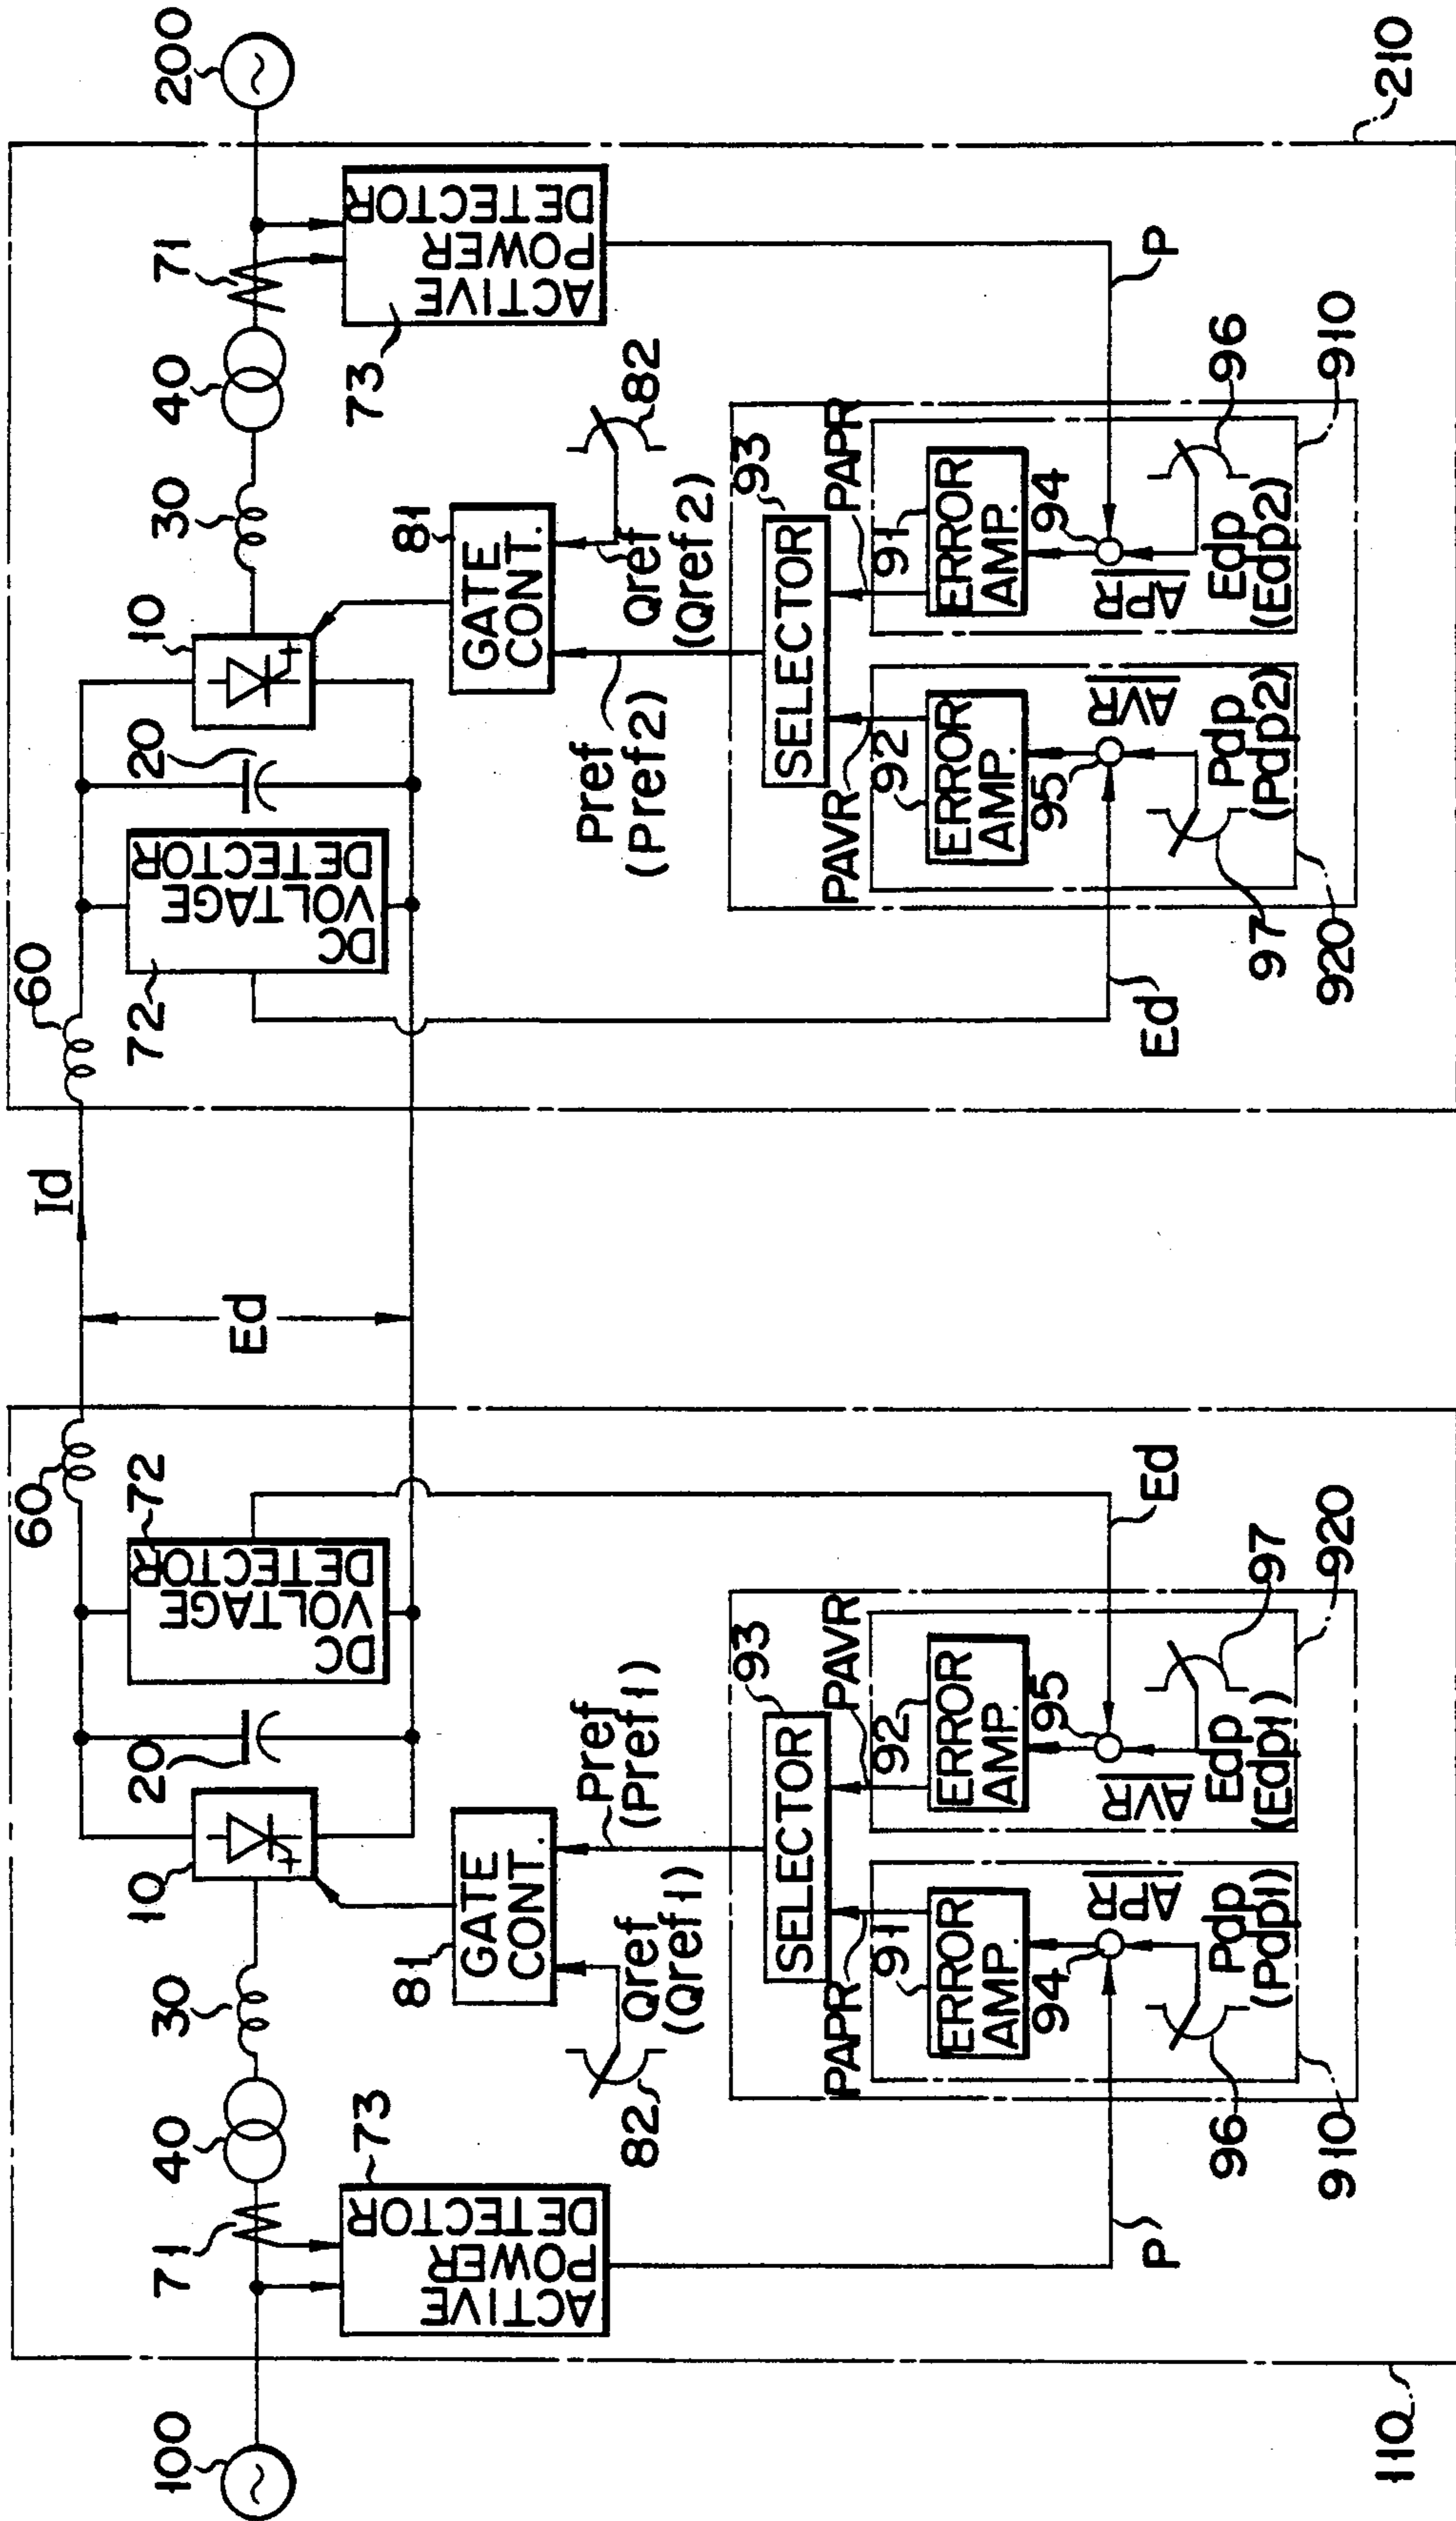 100
200
110
210
71
40
30
10
20
60
72
DC
VOLTAGE
DETECTOR
73
ACTIVE
POWER
DETECTOR
81
GATE
CONT.
82
Qref
(Qref1)
Pref
(Pref1)
93
SELECTOR
PAPR
PAVR
91
ERROR
AMP.
92
ERROR
AMP.
94
APR
95
AVR
Pdp
(Pdp1)
Edp
(Edp1)
96
97
910
920
P
Ed
Ed
Id
60
72
DC
VOLTAGE
DETECTOR
20
10
30
40
71
73
ACTIVE
POWER
DETECTOR
81
GATE
CONT.
82
Pref
(Pref2)
Qref
(Qref2)
93
SELECTOR
PAVR
PAPR
92
ERROR
AMP.
91
ERROR
AMP.
95
AVR
94
APR
Pdp
(Pdp2)
Edp
(Edp2)
97
96
920
910
Ed
P